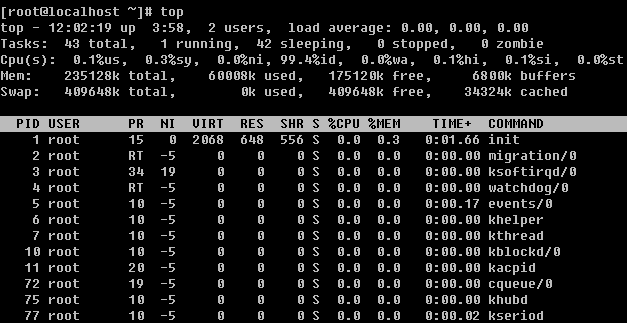 [root@localhost ~]# top
top - 12:02:19 up  3:58,  2 users,  load average: 0.00, 0.00, 0.00
Tasks:  43 total,   1 running,  42 sleeping,   0 stopped,   0 zombie
Cpu(s):  0.1%us,  0.3%sy,  0.0%ni, 99.4%id,  0.0%wa,  0.1%hi,  0.1%si,  0.0%st
Mem:    235128k total,    60008k used,   175120k free,     6800k buffers
Swap:   409648k total,        0k used,   409648k free,    34324k cached
PID USER      PR  NI  VIRT  RES  SHR S %CPU %MEM    TIME+  COMMAND
1 root      15   0  2068  648  556 S  0.0  0.3   0:01.66 init
2 root      RT  -5     0    0    0 S  0.0  0.0   0:00.00 migration/0
3 root      34  19     0    0    0 S  0.0  0.0   0:00.00 ksoftirqd/0
4 root      RT  -5     0    0    0 S  0.0  0.0   0:00.00 watchdog/0
5 root      10  -5     0    0    0 S  0.0  0.0   0:00.17 events/0
6 root      10  -5     0    0    0 S  0.0  0.0   0:00.00 khelper
7 root      10  -5     0    0    0 S  0.0  0.0   0:00.00 kthread
10 root      10  -5     0    0    0 S  0.0  0.0   0:00.00 kblockd/0
11 root      20  -5     0    0    0 S  0.0  0.0   0:00.00 kacpid
72 root      19  -5     0    0    0 S  0.0  0.0   0:00.00 cqueue/0
75 root      10  -5     0    0    0 S  0.0  0.0   0:00.00 khubd
77 root      10  -5     0    0    0 S  0.0  0.0   0:00.02 kseriod